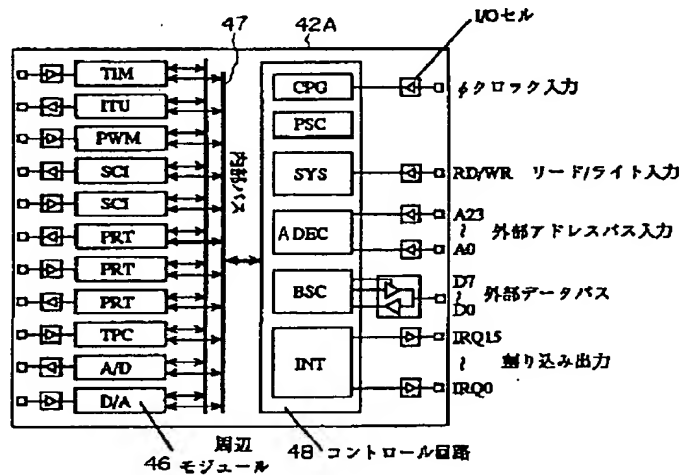 47
42A
I/Oセル
TIM
ITU
PWM
SCI
SCI
PRT
PRT
PRT
TPC
A/D
D/A
内部バス
CPG
PSC
SYS
ADEC
BSC
INT
φクロック入力
RD/WR リード/ライト入力
A23
~ 外部アドレスバス入力
A0
D7
~ 外部データバス
D0
IRQ15
~ 割り込み出力
IRQ0
46 周辺モジュール
48 コントロール回路